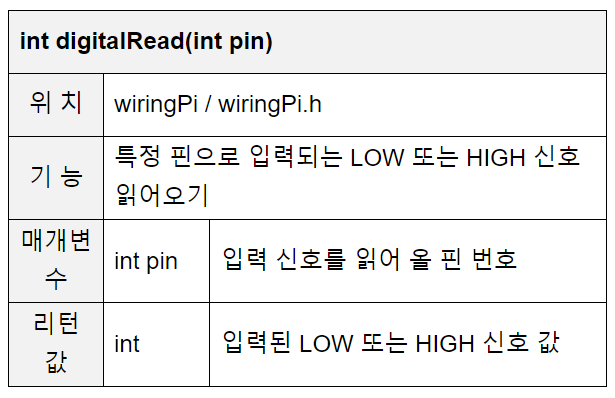 int digitalRead(int pin)
위 치
wiringPi / wiringPi.h
기 능
특정 핀으로 입력되는 LOW 또는 HIGH 신호
읽어오기
매개변
수
int pin
입력 신호를 읽어 올 핀 번호
리턴
값
int
입력된 LOW 또는 HIGH 신호 값